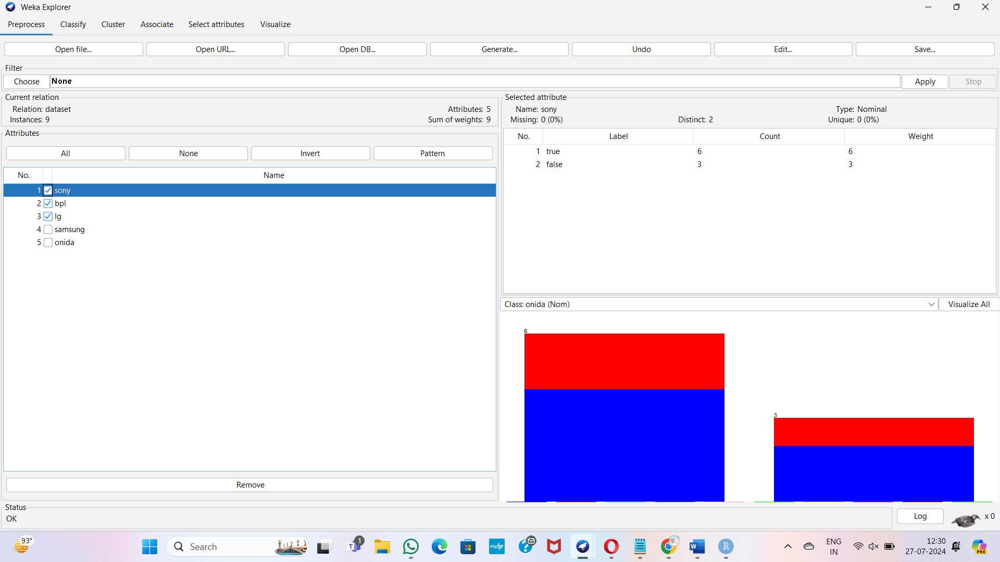 Weka Explorer
Preprocess Classify Cluster Associate Select attributes Visualize
Open file... Open URL... Open DB... Generate... Undo Edit... Save...
Filter
Choose None Apply Stop
Current relation
Relation: dataset Attributes: 5
Instances: 9 Sum of weights: 9
Attributes
All None Invert Pattern
No. Name
1 sony
2 bpl
3 lg
4 samsung
5 onida
Remove
Selected attribute
Name: sony Type: Nominal
Missing: 0 (0%) Distinct: 2 Unique: 0 (0%)
No. Label Count Weight
1 true 6 6
2 false 3 3
Class: onida (Nom) Visualize All
6
3
Status
OK
Log x 0
93° Search 1 myhp ? W R ENG 12:30
IN 27-07-2024 PRE